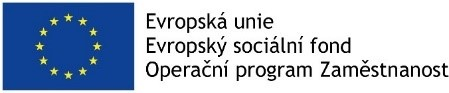 Evropská unie
Evropský sociální fond
Operační program Zaměstnanost